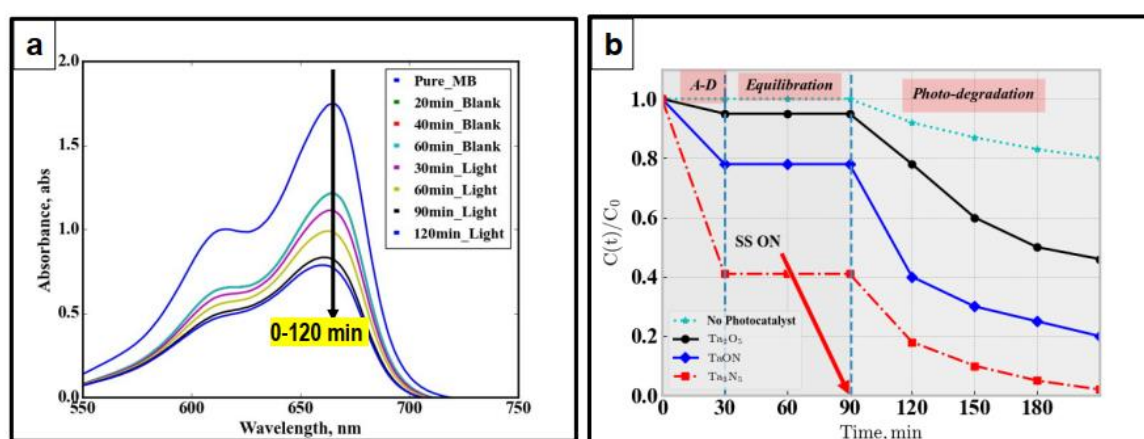 a
2.0
1.5
1.0
0.5
0.0
Absorbance, abs
Pure_MB
20min_Blank
40min_Blank
60min_Blank
30min_Light
60min_Light
90min_Light
120min_Light
0-120 min
550 600 650 700 750
Wavelength, nm
b
A-D Equilibration Photo-degradation
1.0
0.8
0.6
0.4
0.2
0.0
C(t)/C₀
SS ON
No Photocatalyst
Ta₂O₅
TaON
Ta₃N₅
0 30 60 90 120 150 180
Time, min